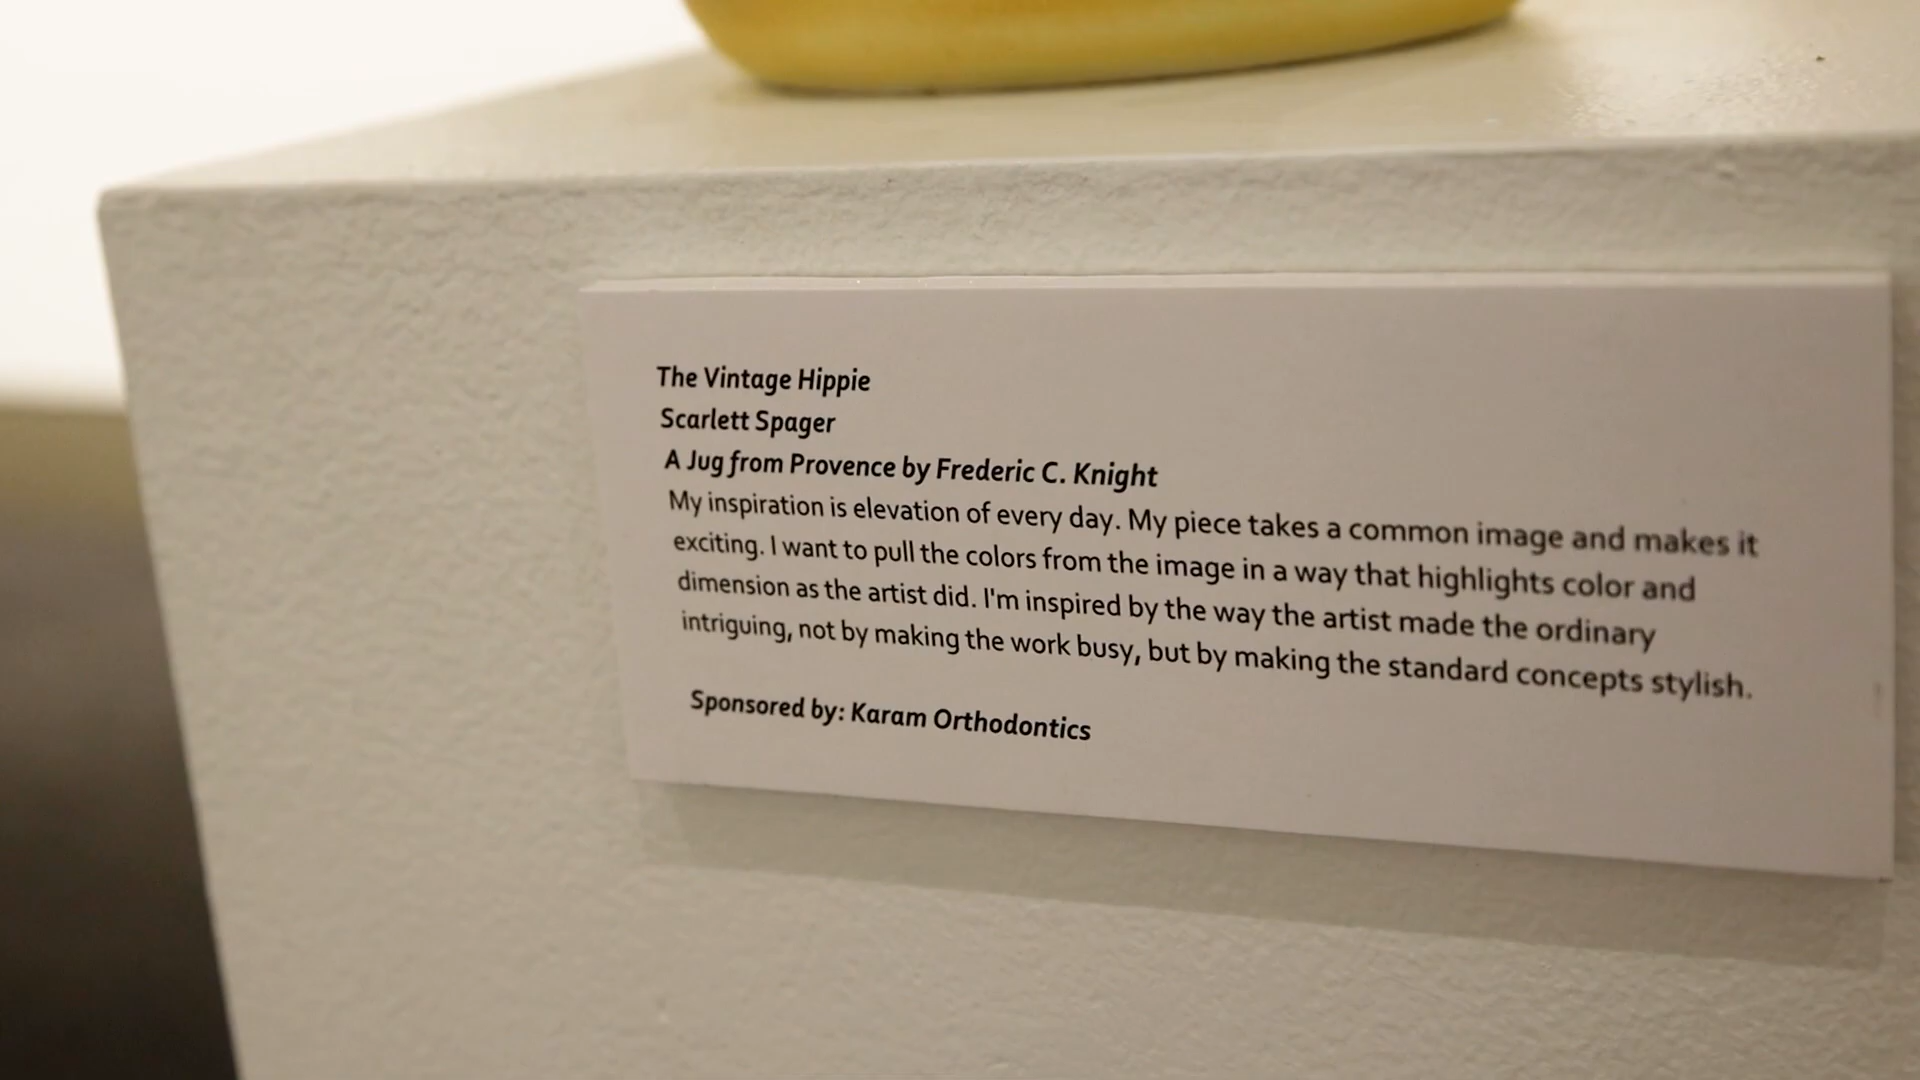 The Vintage Hippie
Scarlett Spager
A Jug from Provence by Frederic C. Knight
My inspiration is elevation of every day. My piece takes a common image and makes it
exciting. I want to pull the colors from the image in a way that highlights color and
dimension as the artist did. I'm inspired by the way the artist made the ordinary
intriguing, not by making the work busy, but by making the standard concepts stylish.
Sponsored by: Karam Orthodontics